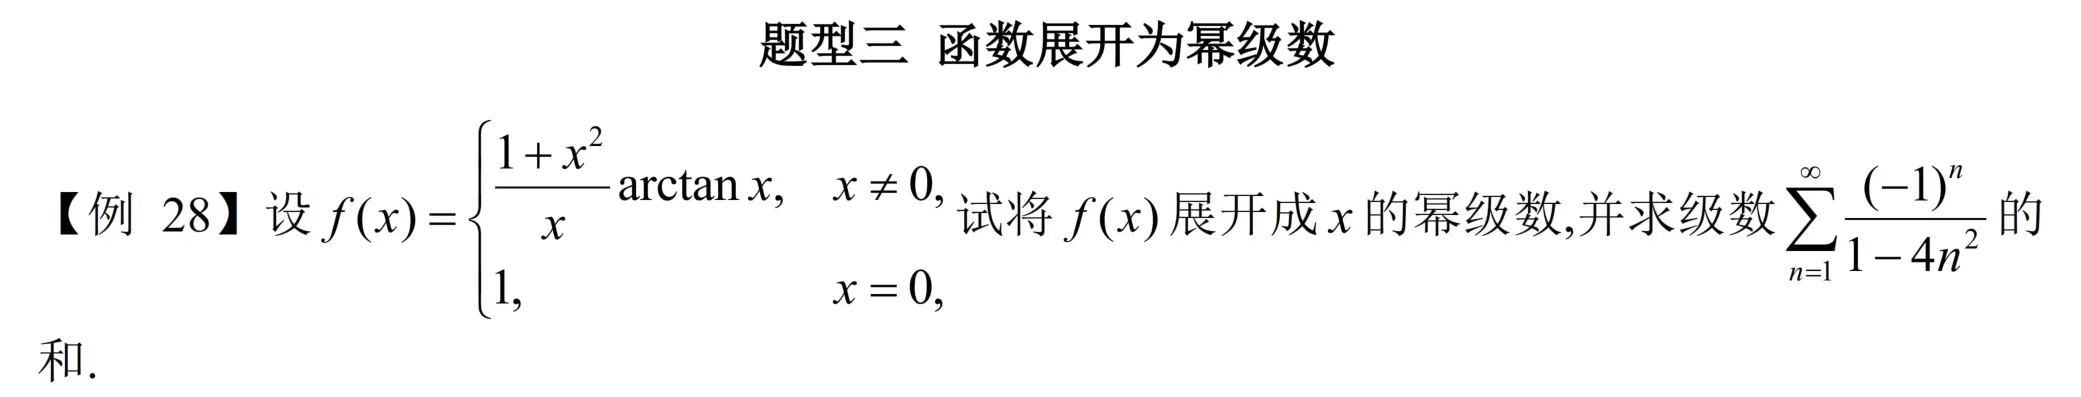 题型三 函数展开为幂级数
【例 28】设 $f(x)=\begin{cases}\dfrac{1+x^2}{x}\arctan x, & x\neq 0,\\ 1, & x=0,\end{cases}$ 试将 $f(x)$ 展开成 $x$ 的幂级数,并求级数 $\sum_{n=1}^{\infty}\dfrac{(-1)^n}{1-4n^2}$ 的
和.